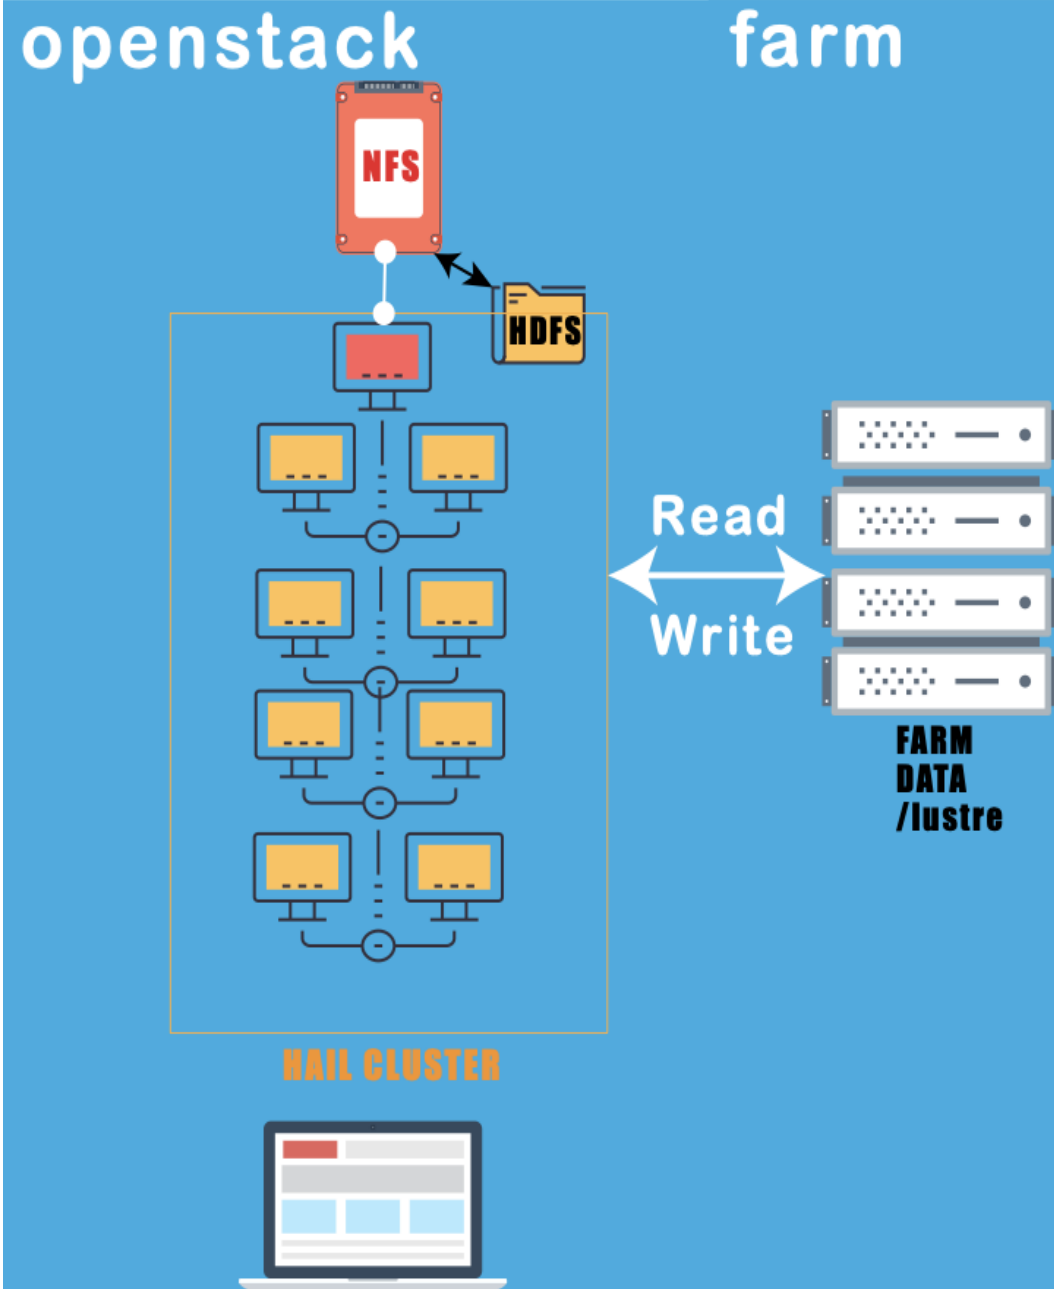 openstack
farm
NFS
HDFS
Read
Write
FARM
DATA
/lustre
HAIL CLUSTER